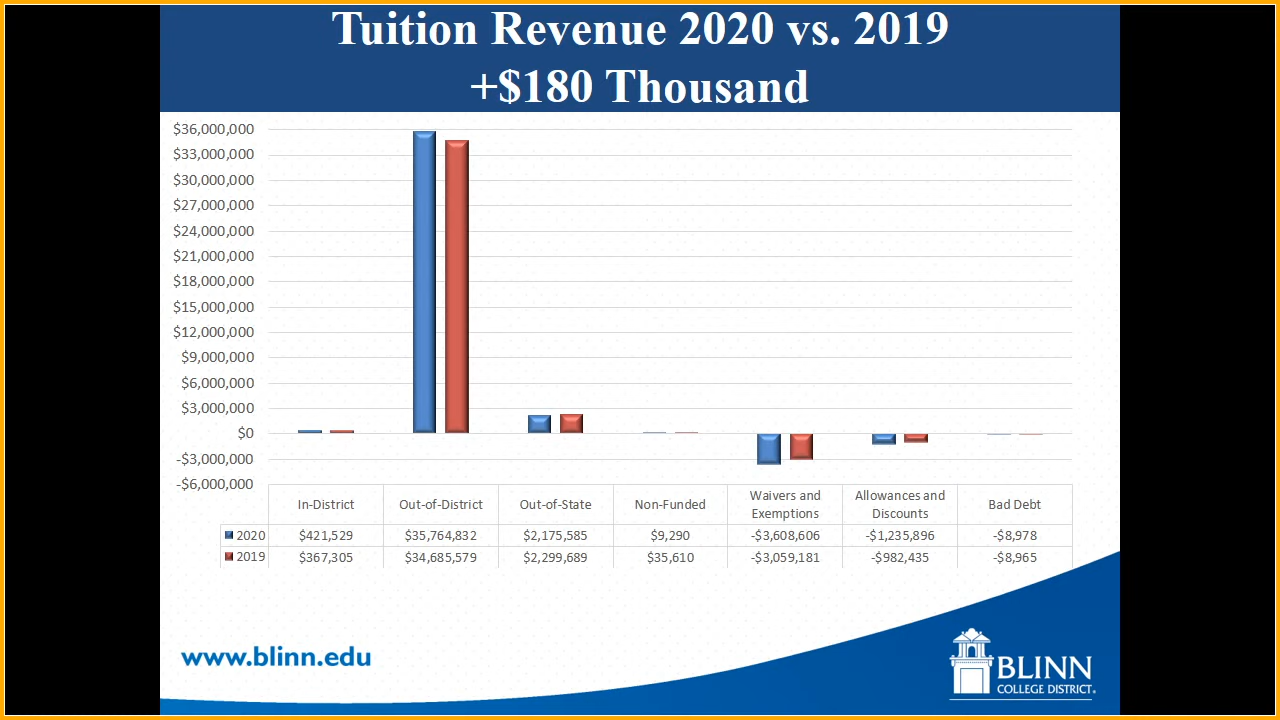 Tuition Revenue 2020 vs. 2019
+$180 Thousand
$36,000,000
$33,000,000
$30,000,000
$27,000,000
$24,000,000
$21,000,000
$18,000,000
$15,000,000
$12,000,000
$9,000,000
$6,000,000
$3,000,000
$0
-$3,000,000
-$6,000,000
In-District Out-of-District Out-of-State Non-Funded Waivers and Exemptions Allowances and Discounts Bad Debt
2020 $421,529 $35,764,832 $2,175,585 $9,290 -$3,608,606 -$1,235,896 -$8,978
2019 $367,305 $34,685,579 $2,299,689 $35,610 -$3,059,181 -$982,435 -$8,965
www.blinn.edu
BLINN
COLLEGE DISTRICT.